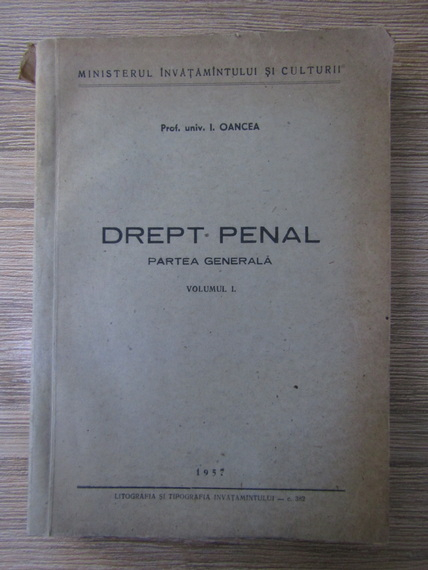 MINISTERUL ÎNVĂȚĂMÎNTULUI ȘI CULTURII
Prof. univ. I. OANCEA
DREPT PENAL
PARTEA GENERALĂ
VOLUMUL I.
1957
LITOGRAFIA ȘI TIPOGRAFIA ÎNVĂȚĂMÎNTULUI — c.